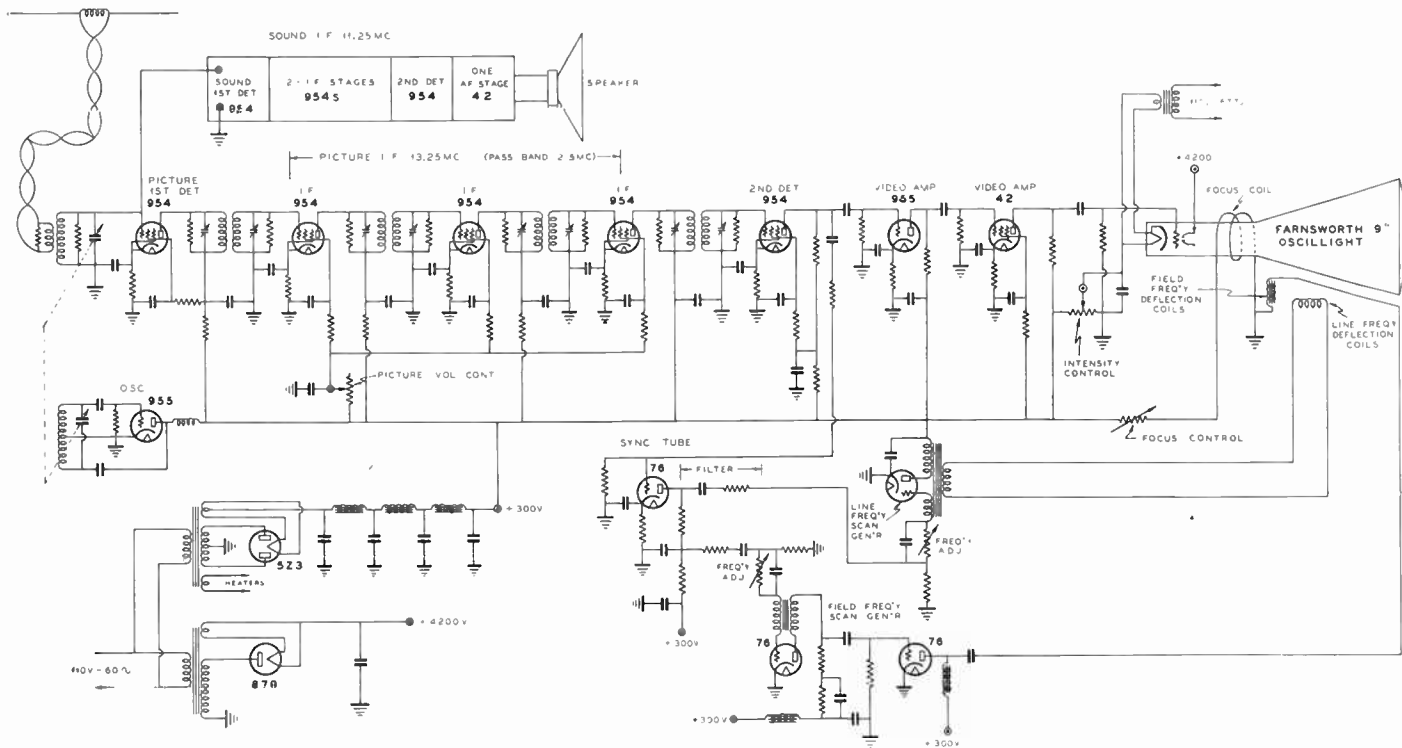 SOUND I F 11.25MC
SOUND
1ST DET
954
2 - I F STAGES
954S
2ND DET
954
ONE
AF STAGE
42
SPEAKER
PICTURE I F 13.25MC (PASS BAND 2.5MC)
PICTURE
1ST DET
954
I F
954
I F
954
I F
954
2ND DET
954
VIDEO AMP
955
VIDEO AMP
42
+4200
FOCUS COIL
FARNSWORTH 9"
OSCILLIGHT
FIELD
FREQ'Y
DEFLECTION
COILS
LINE FREQ'Y
DEFLECTION
COILS
INTENSITY
CONTROL
PICTURE VOL CONT
OSC
955
FOCUS CONTROL
SYNC TUBE
76
FILTER
LINE
FREQ'Y
SCAN
GEN'R
FREQ'Y
ADJ
+ 300V
5Z3
HEATERS
FREQ'Y
ADJ
FIELD FREQ'Y
SCAN GEN'R
+ 4200V
+300V
76
76
110V-60~
879
+300V
+300V